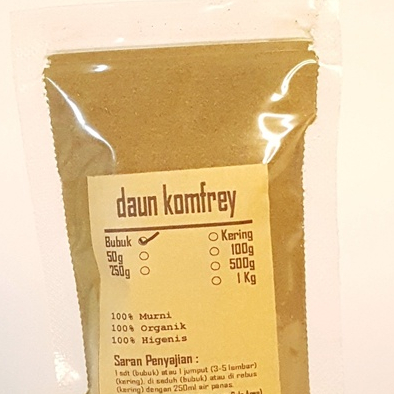 daun komfrey
Bubuk Kering
50g 100g
250g 500g
1 Kg
100% Murni
100% Organik
100% Higenis
Saran Penyajian :
1 sdt (bubuk) atau 1 jumput (3-5 lembar)
(kering), di seduh (bubuk) atau di rebus
(kering) dengan 250ml air panas.